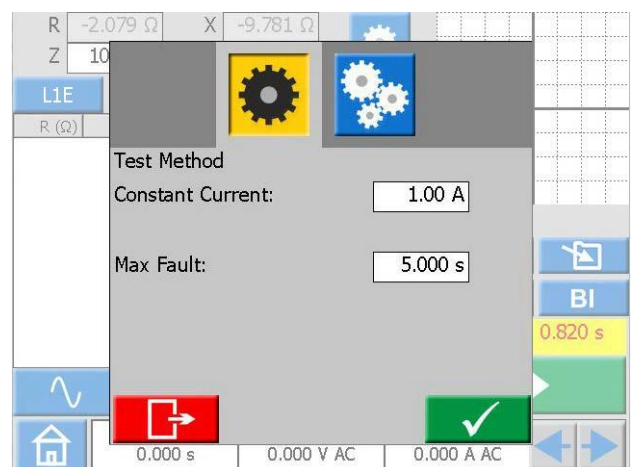 R -2.079 Ω X -9.781 Ω
Z 10
L1E
R (Ω)
Test Method
Constant Current: 1.00 A
Max Fault: 5.000 s
BI
0.820 s
0.000 s 0.000 V AC 0.000 A AC